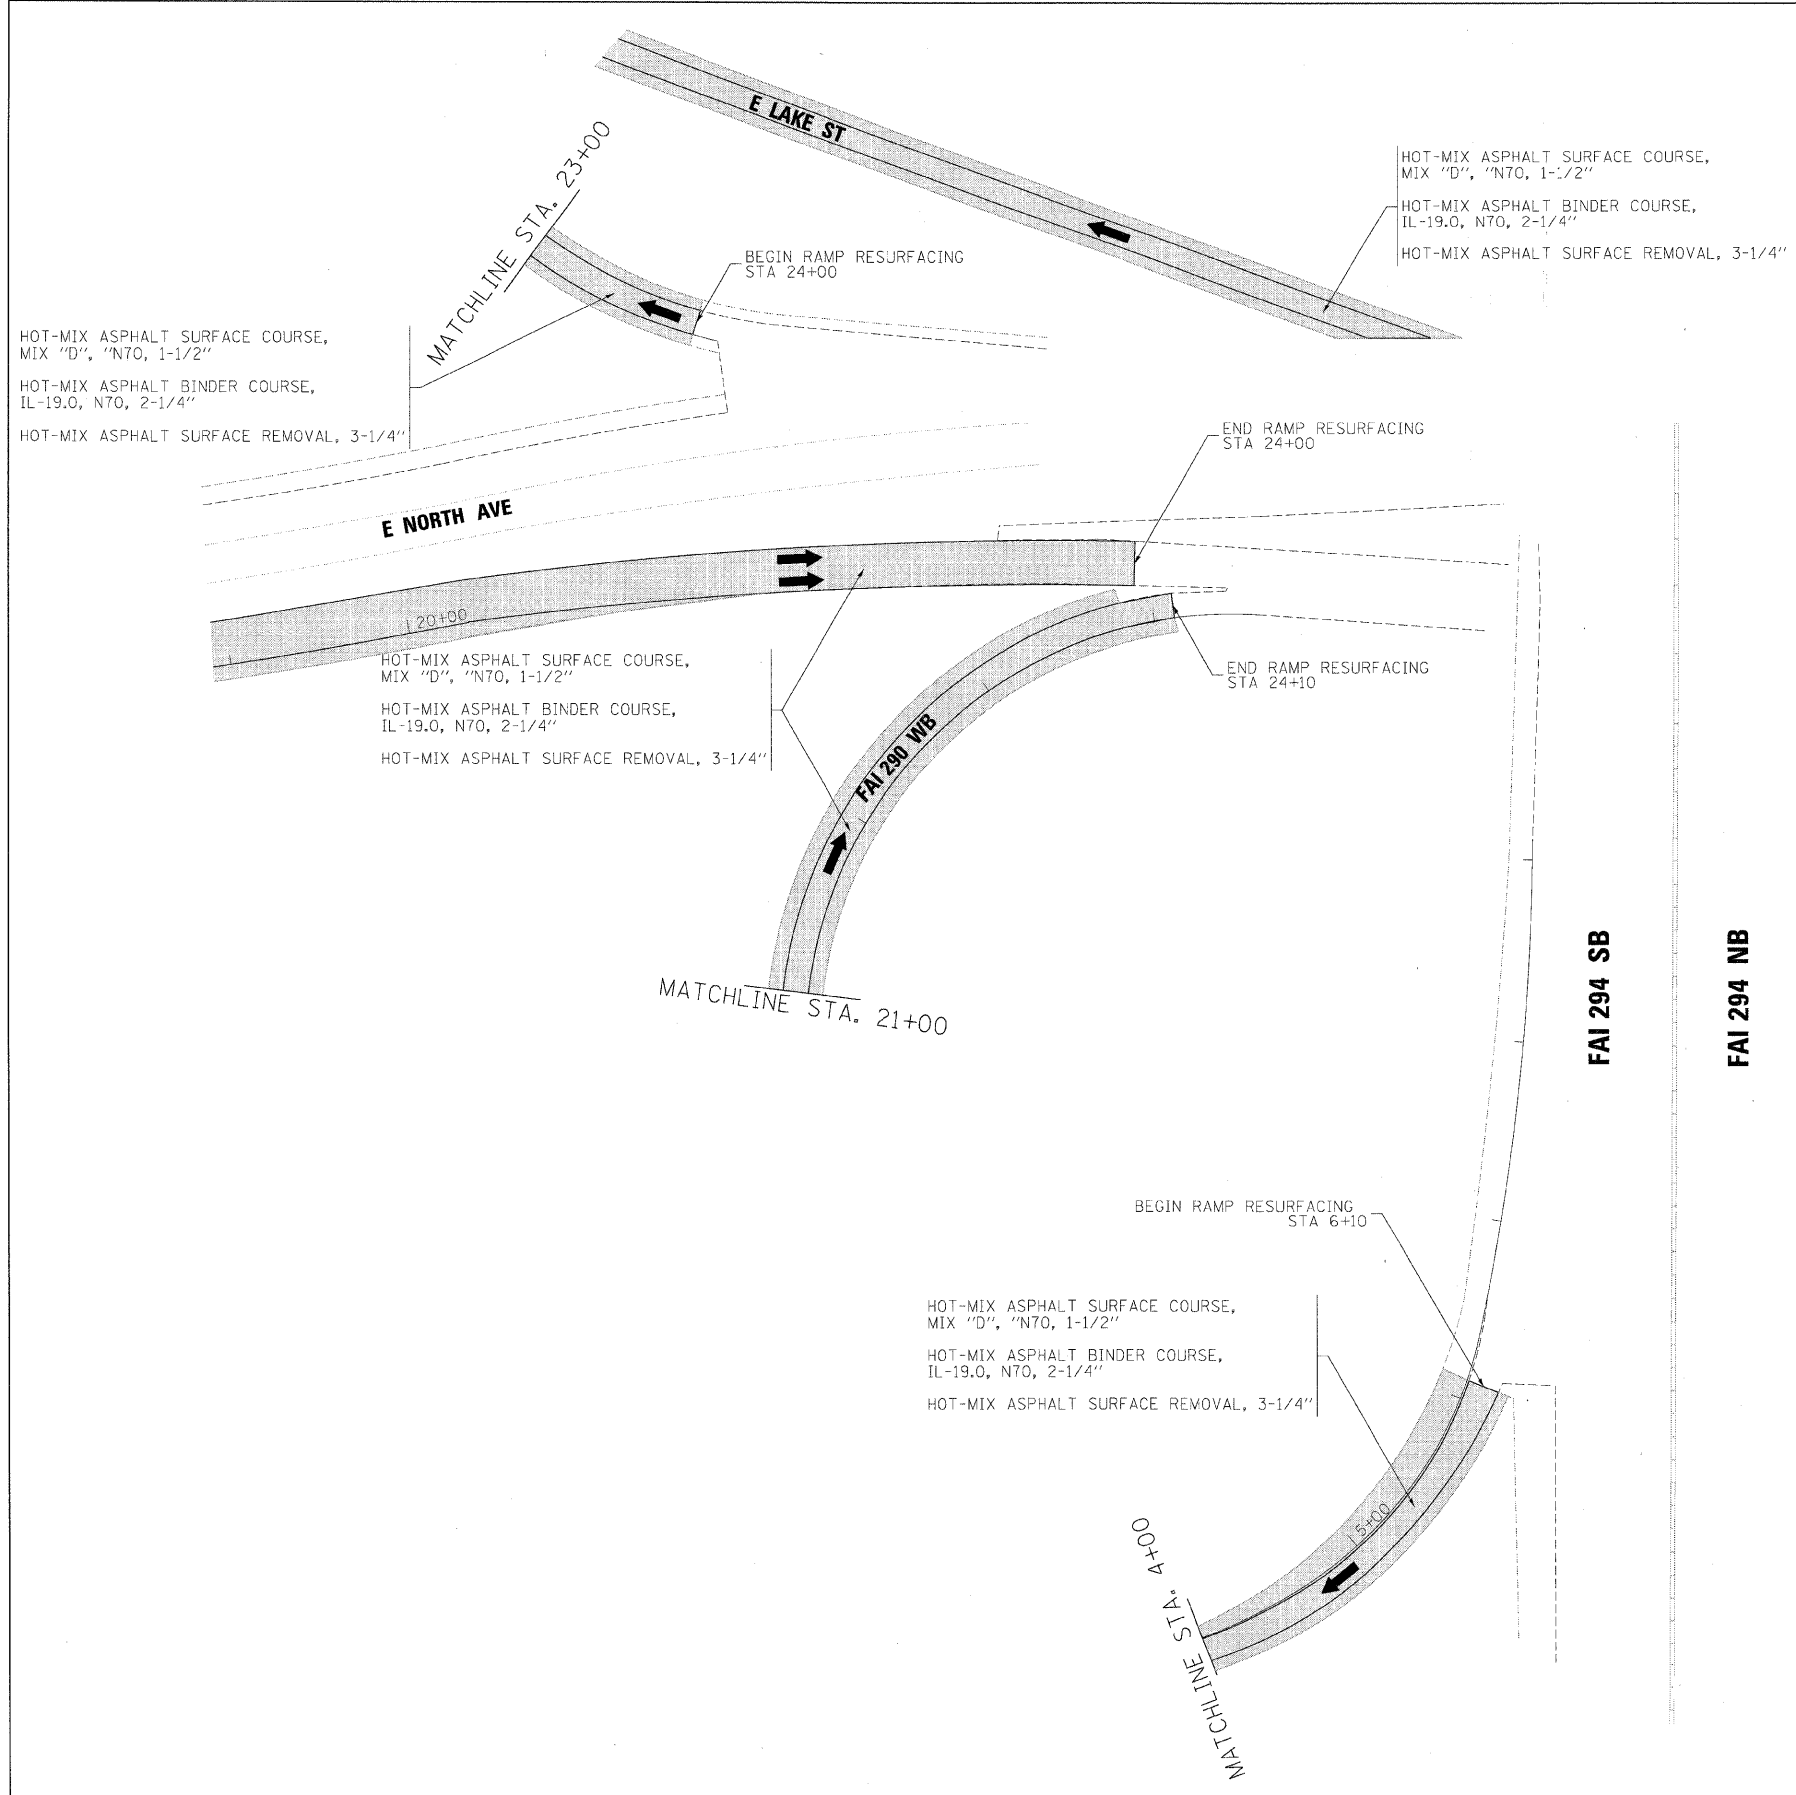 E LAKE ST
HOT-MIX ASPHALT SURFACE COURSE,
MIX "D", "N70, 1-1/2"
HOT-MIX ASPHALT BINDER COURSE,
IL-19.0, N70, 2-1/4"
HOT-MIX ASPHALT SURFACE REMOVAL, 3-1/4"
MATCHLINE STA. 23+00
BEGIN RAMP RESURFACING
STA 24+00
HOT-MIX ASPHALT SURFACE COURSE,
MIX "D", "N70, 1-1/2"
HOT-MIX ASPHALT BINDER COURSE,
IL-19.0, N70, 2-1/4"
HOT-MIX ASPHALT SURFACE REMOVAL, 3-1/4"
END RAMP RESURFACING
STA 24+00
E NORTH AVE
20+00
HOT-MIX ASPHALT SURFACE COURSE,
MIX "D", "N70, 1-1/2"
HOT-MIX ASPHALT BINDER COURSE,
IL-19.0, N70, 2-1/4"
HOT-MIX ASPHALT SURFACE REMOVAL, 3-1/4"
END RAMP RESURFACING
STA 24+10
FAI 290 WB
MATCHLINE STA. 21+00
FAI 294 SB
FAI 294 NB
BEGIN RAMP RESURFACING
STA 6+10
HOT-MIX ASPHALT SURFACE COURSE,
MIX "D", "N70, 1-1/2"
HOT-MIX ASPHALT BINDER COURSE,
IL-19.0, N70, 2-1/4"
HOT-MIX ASPHALT SURFACE REMOVAL, 3-1/4"
5+00
MATCHLINE STA. 4+00